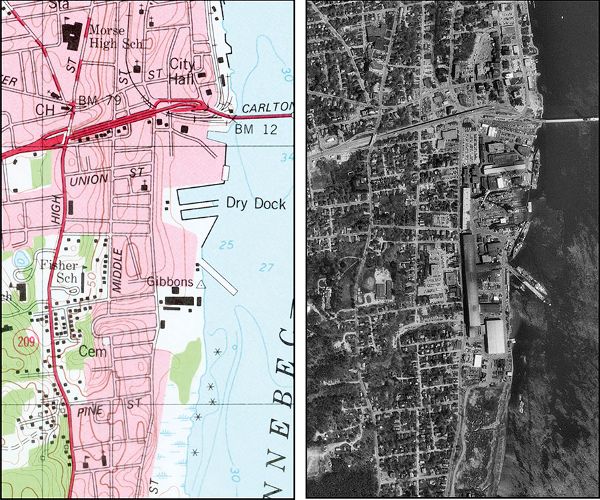 Sta
Morse
High Sch
ST
ST
ST
City
Hall
CH
BM 79
CARLTON
BM 12
34
30
UNION ST
HIGH
Dry Dock
25
27
MIDDLE
Fisher
Sch
50
Gibbons
209
Cem
PINE ST
30
NNEBEC
ST